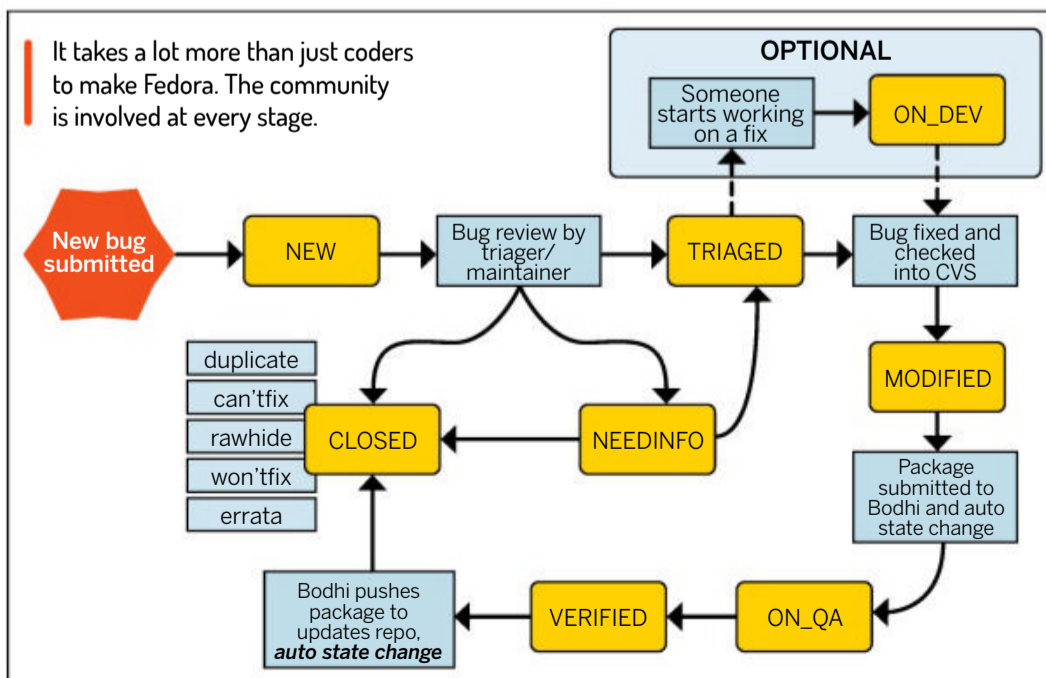 It takes a lot more than just coders
to make Fedora. The community
is involved at every stage.
OPTIONAL
Someone
starts working
on a fix
ON_DEV
New bug
submitted
NEW
Bug review by
triager/
maintainer
TRIAGED
Bug fixed and
checked
into CVS
duplicate
can'tfix
rawhide
won'tfix
errata
CLOSED
NEEDINFO
MODIFIED
Package
submitted to
Bodhi and auto
state change
Bodhi pushes
package to
updates repo,
auto state change
VERIFIED
ON_QA